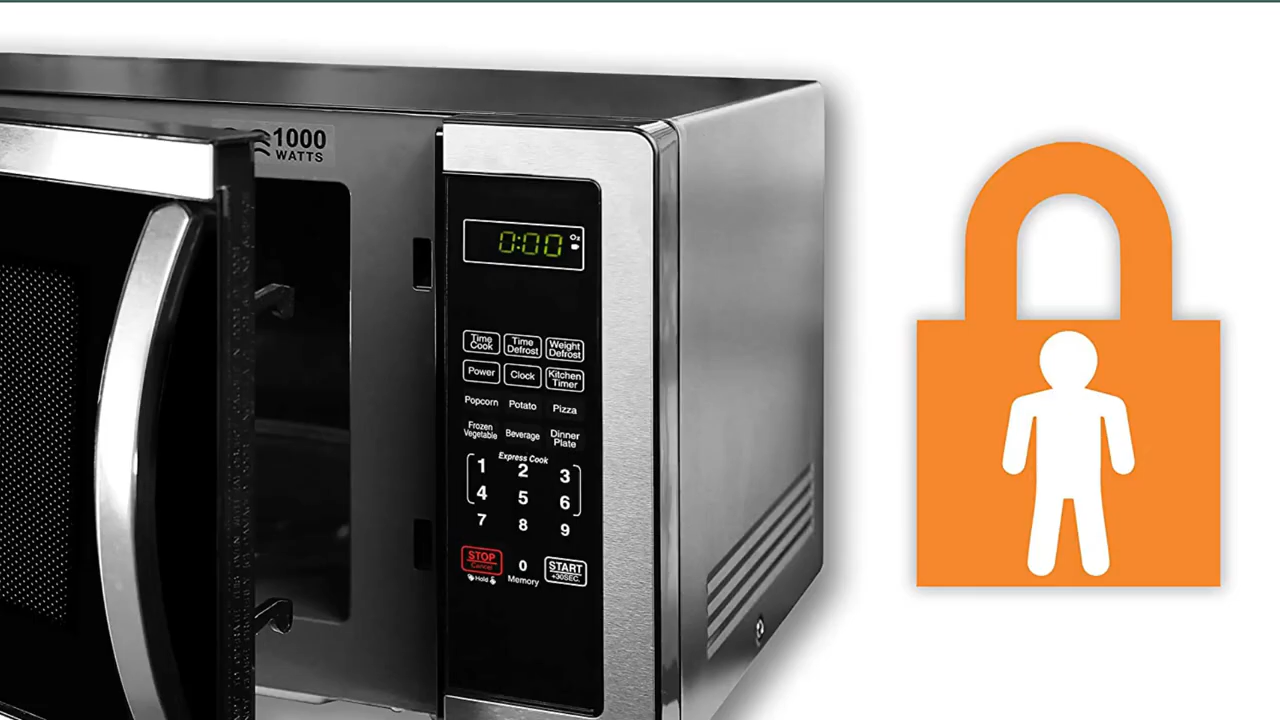 1000
WATTS
0:00
Oz
Time Cook
Time Defrost
Weight Defrost
Power
Clock
Kitchen Timer
Popcorn
Potato
Pizza
Frozen Vegetable
Beverage
Dinner Plate
Express Cook
1 2 3
4 5 6
7 8 9
STOP
Cancel
0
START
+30SEC.
Hold
Memory